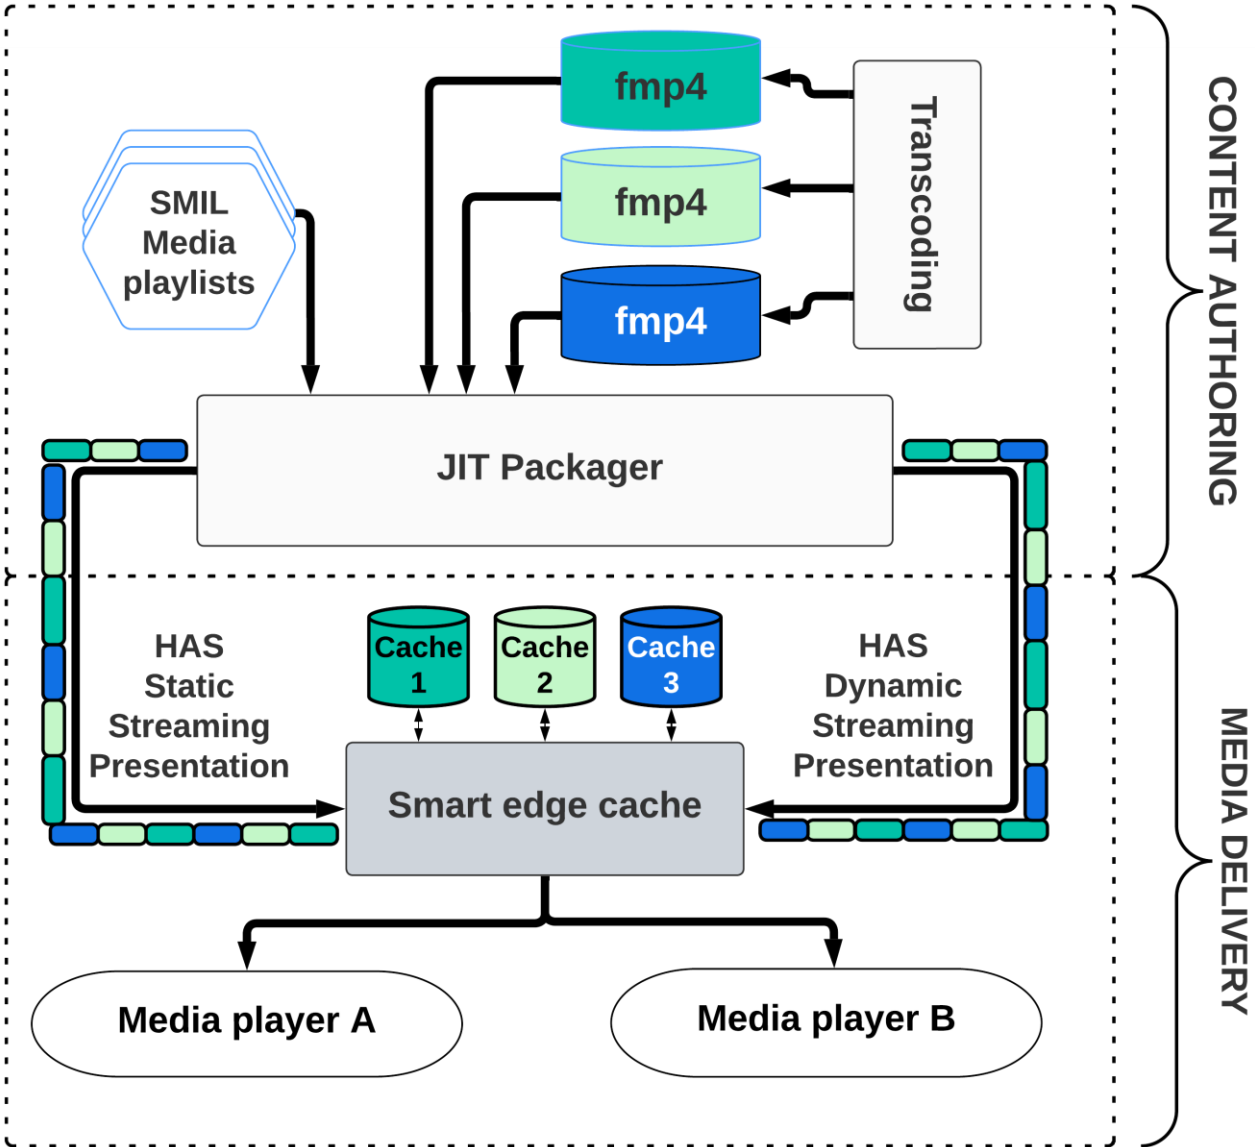 fmp4
fmp4
fmp4
Transcoding
SMIL
Media
playlists
CONTENT AUTHORING
JIT Packager
HAS
Static
Streaming
Presentation
Cache
1
Cache
2
Cache
3
HAS
Dynamic
Streaming
Presentation
Smart edge cache
MEDIA DELIVERY
Media player A
Media player B